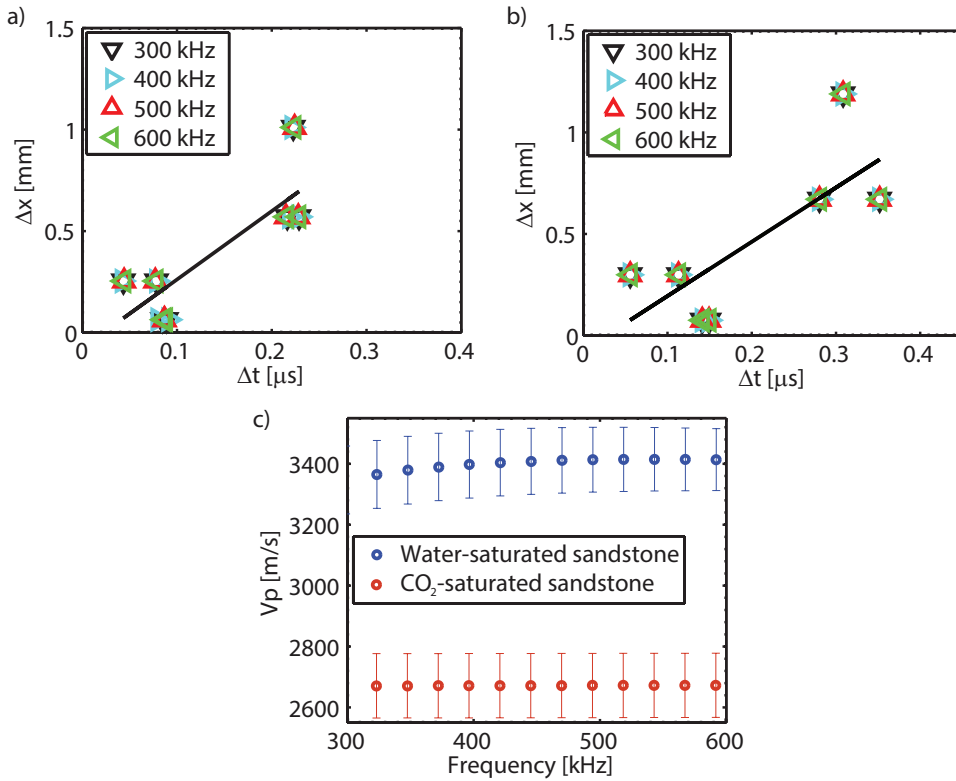 a)
1.5
1
0.5
0
Δx [mm]
300 kHz
400 kHz
500 kHz
600 kHz
0 0.1 0.2 0.3 0.4
Δt [μs]
b)
1.5
1
0.5
0
Δx [mm]
300 kHz
400 kHz
500 kHz
600 kHz
0 0.1 0.2 0.3 0.4
Δt [μs]
c)
3400
3200
3000
2800
2600
Vp [m/s]
Water-saturated sandstone
CO₂-saturated sandstone
300 400 500 600
Frequency [kHz]